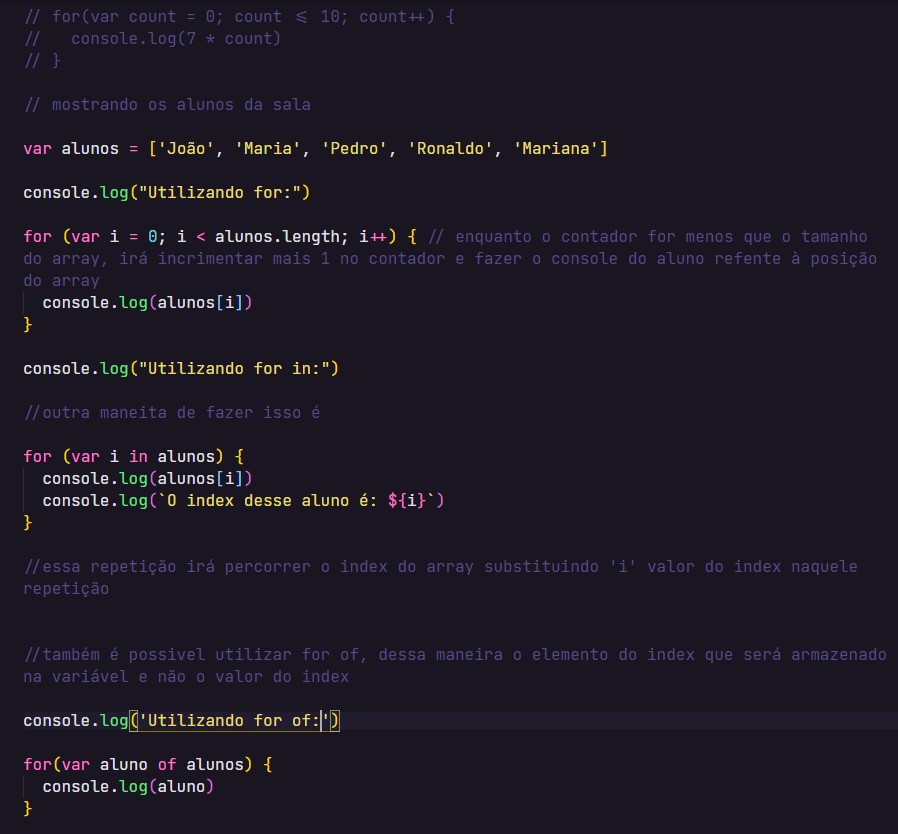 // for(var count = 0; count <= 10; count++) {
//   console.log(7 * count)
// }
// mostrando os alunos da sala
var alunos = ['João', 'Maria', 'Pedro', 'Ronaldo', 'Mariana']
console.log("Utilizando for:")
for (var i = 0; i < alunos.length; i++) { // enquanto o contador for menos que o tamanho
do array, irá incrementar mais 1 no contador e fazer o console do aluno refente à posição
do array
  console.log(alunos[i])
}
console.log("Utilizando for in:")
//outra maneita de fazer isso é
for (var i in alunos) {
  console.log(alunos[i])
  console.log(`O index desse aluno é: ${i}`)
}
//essa repetição irá percorrer o index do array substituindo 'i' valor do index naquele
repetição
//também é possivel utilizar for of, dessa maneira o elemento do index que será armazenado
na variável e não o valor do index
console.log('Utilizando for of:')
for(var aluno of alunos) {
  console.log(aluno)
}